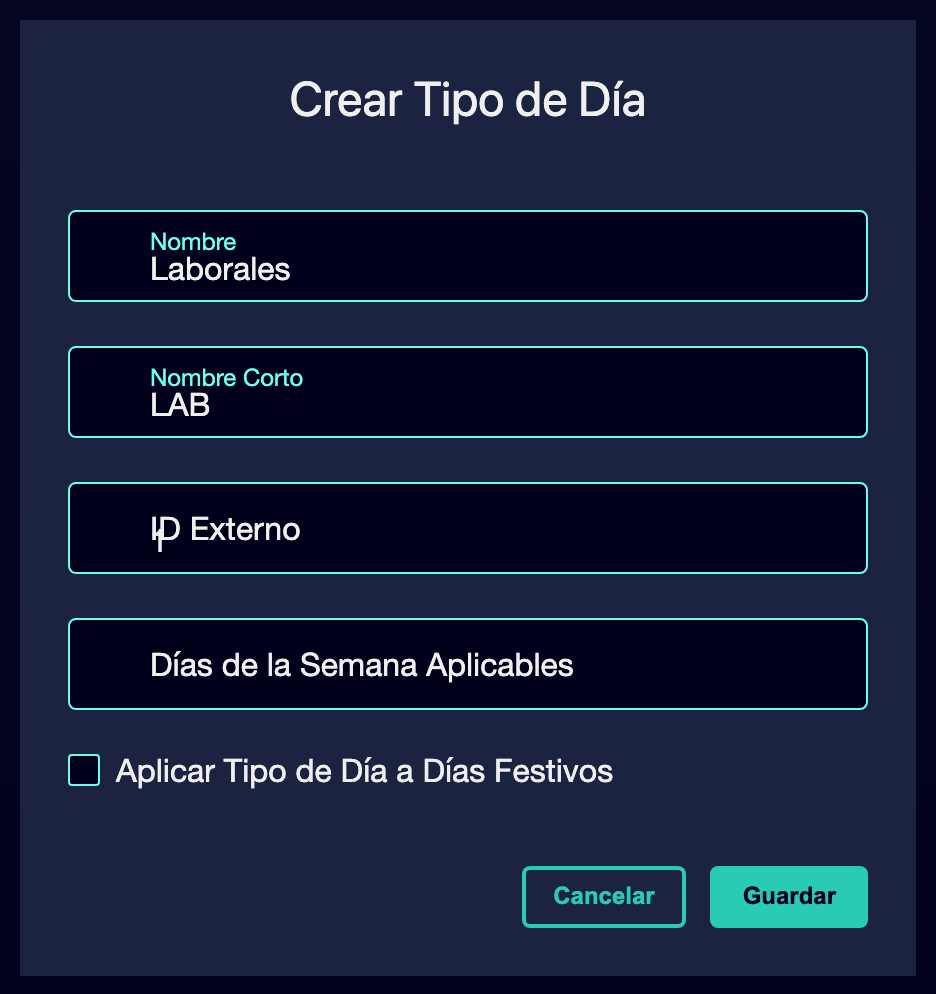 Crear Tipo de Día
Nombre
Laborales
Nombre Corto
LAB
ID Externo
1
Días de la Semana Aplicables
Aplicar Tipo de Día a Días Festivos
Cancelar
Guardar